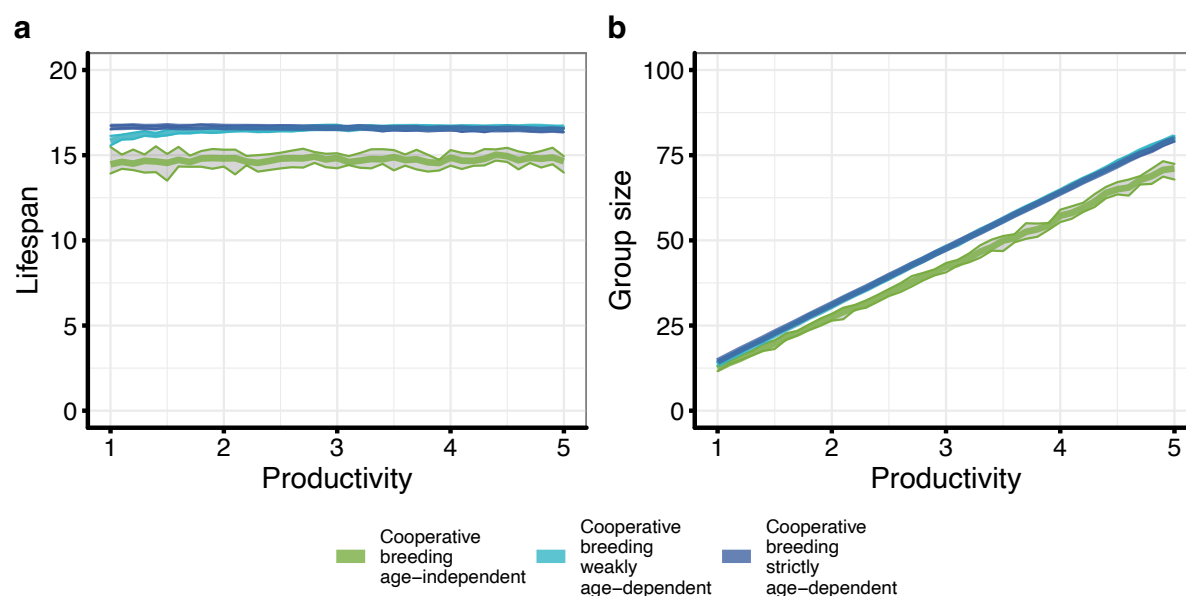 a
20
15
10
5
0
Lifespan
1 2 3 4 5
Productivity
b
100
75
50
25
0
Group size
1 2 3 4 5
Productivity
Cooperative
breeding
age−independent
Cooperative
breeding
weakly
age−dependent
Cooperative
breeding
strictly
age−dependent